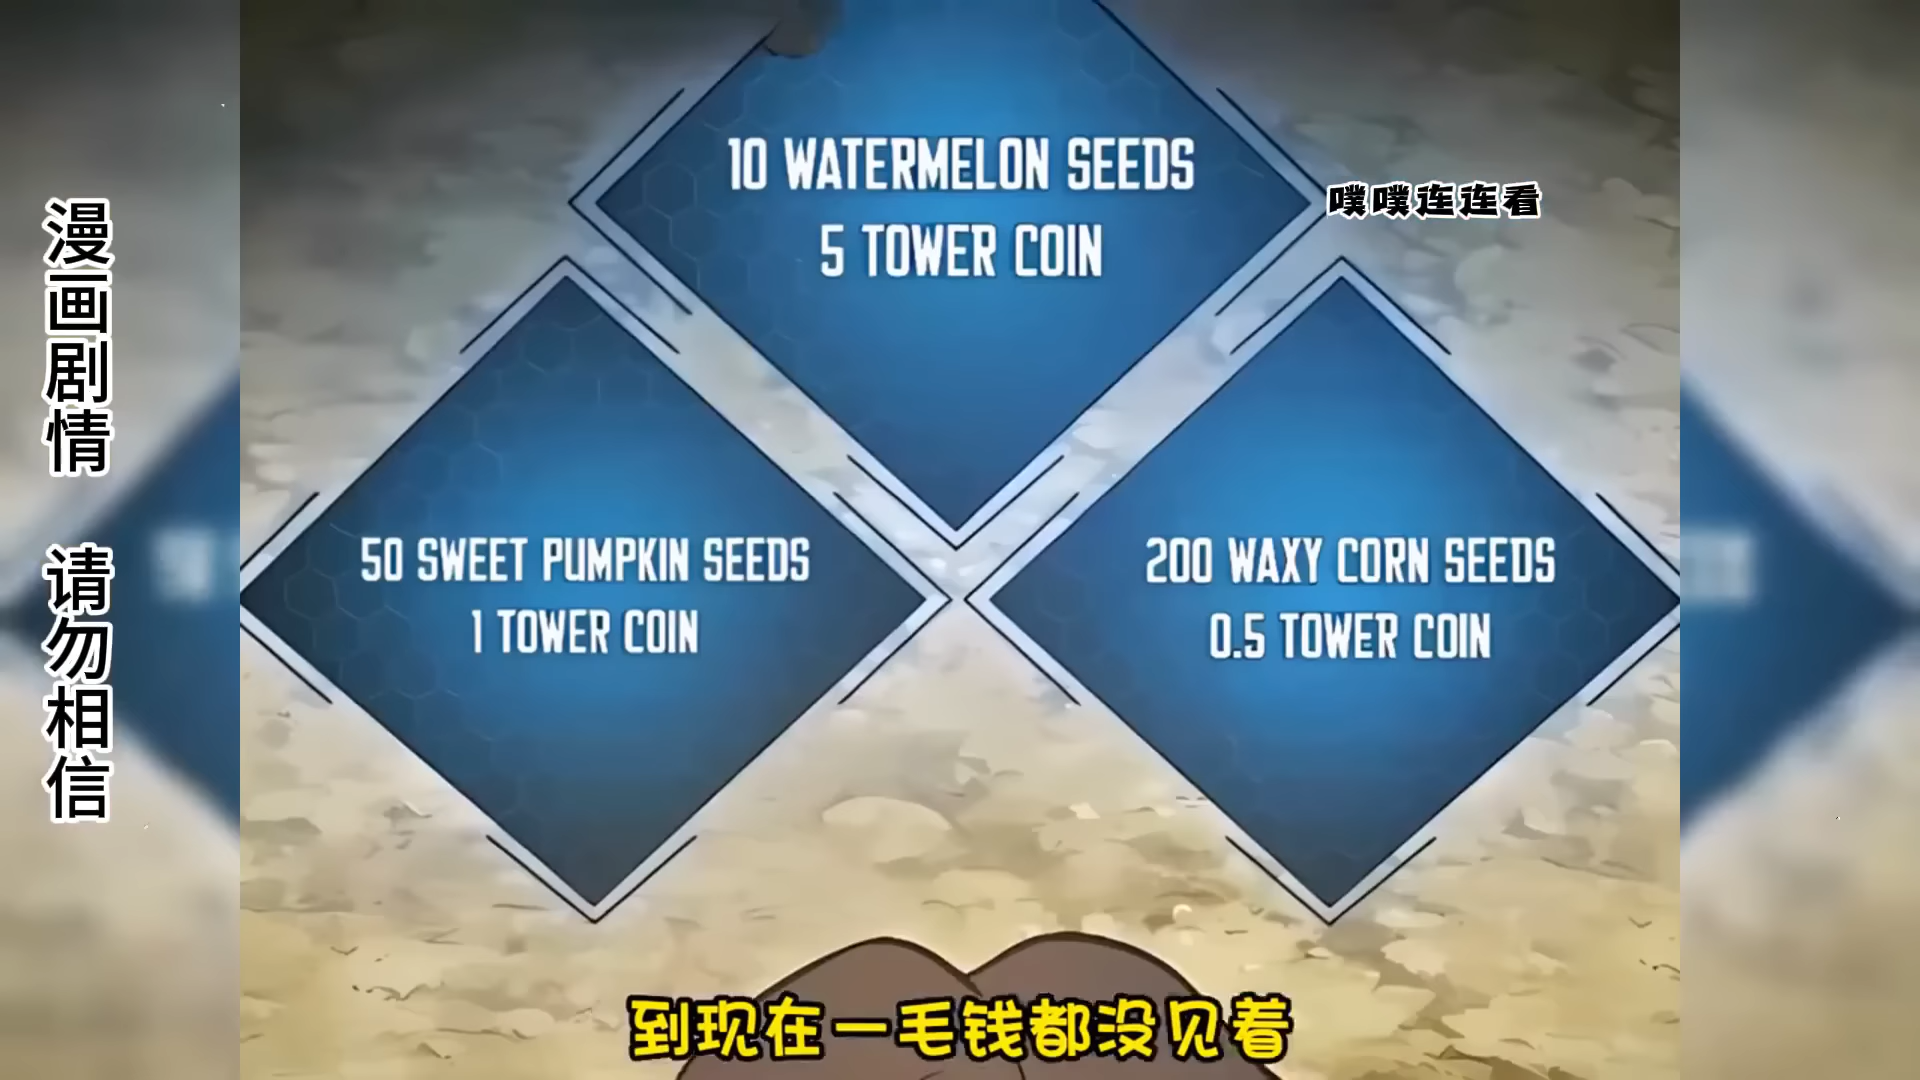 漫画剧情 请勿相信
10 WATERMELON SEEDS
5 TOWER COIN
噗噗连连看
50 SWEET PUMPKIN SEEDS
1 TOWER COIN
200 WAXY CORN SEEDS
0.5 TOWER COIN
到现在一毛钱都没见着